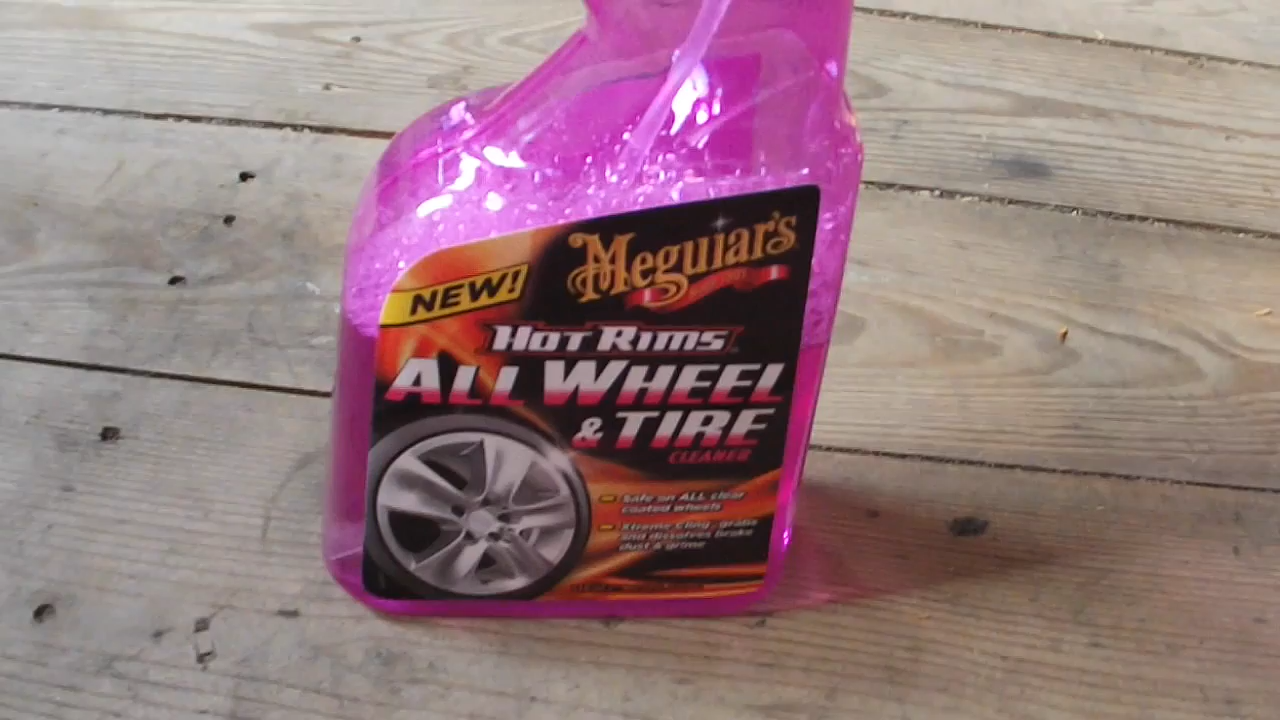 Meguiar's
NEW!
HOT RIMS
ALL WHEEL
& TIRE
CLEANER
Safe on ALL clear
coated wheels
Xtreme Cling, grabs
and dissolves brake
dust & grime